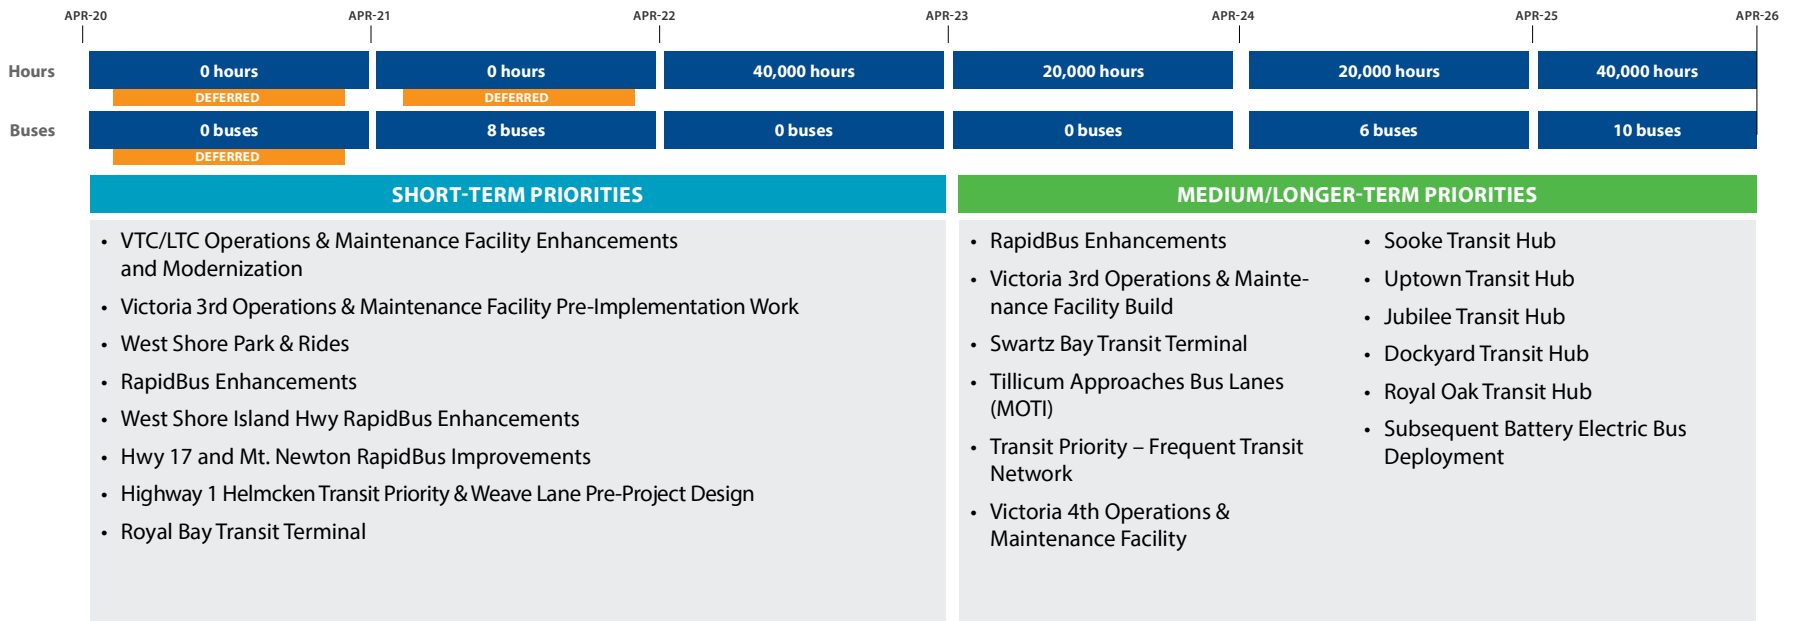 APR-20 APR-21 APR-22 APR-23 APR-24 APR-25 APR-26
Hours 0 hours 0 hours 40,000 hours 20,000 hours 20,000 hours 40,000 hours
DEFERRED DEFERRED
Buses 0 buses 8 buses 0 buses 0 buses 6 buses 10 buses
DEFERRED
SHORT-TERM PRIORITIES
• VTC/LTC Operations & Maintenance Facility Enhancements
and Modernization
• Victoria 3rd Operations & Maintenance Facility Pre-Implementation Work
• West Shore Park & Rides
• RapidBus Enhancements
• West Shore Island Hwy RapidBus Enhancements
• Hwy 17 and Mt. Newton RapidBus Improvements
• Highway 1 Helmcken Transit Priority & Weave Lane Pre-Project Design
• Royal Bay Transit Terminal
MEDIUM/LONGER-TERM PRIORITIES
• RapidBus Enhancements
• Victoria 3rd Operations & Mainte-
nance Facility Build
• Swartz Bay Transit Terminal
• Tillicum Approaches Bus Lanes
(MOTI)
• Transit Priority – Frequent Transit
Network
• Victoria 4th Operations &
Maintenance Facility
• Sooke Transit Hub
• Uptown Transit Hub
• Jubilee Transit Hub
• Dockyard Transit Hub
• Royal Oak Transit Hub
• Subsequent Battery Electric Bus
Deployment